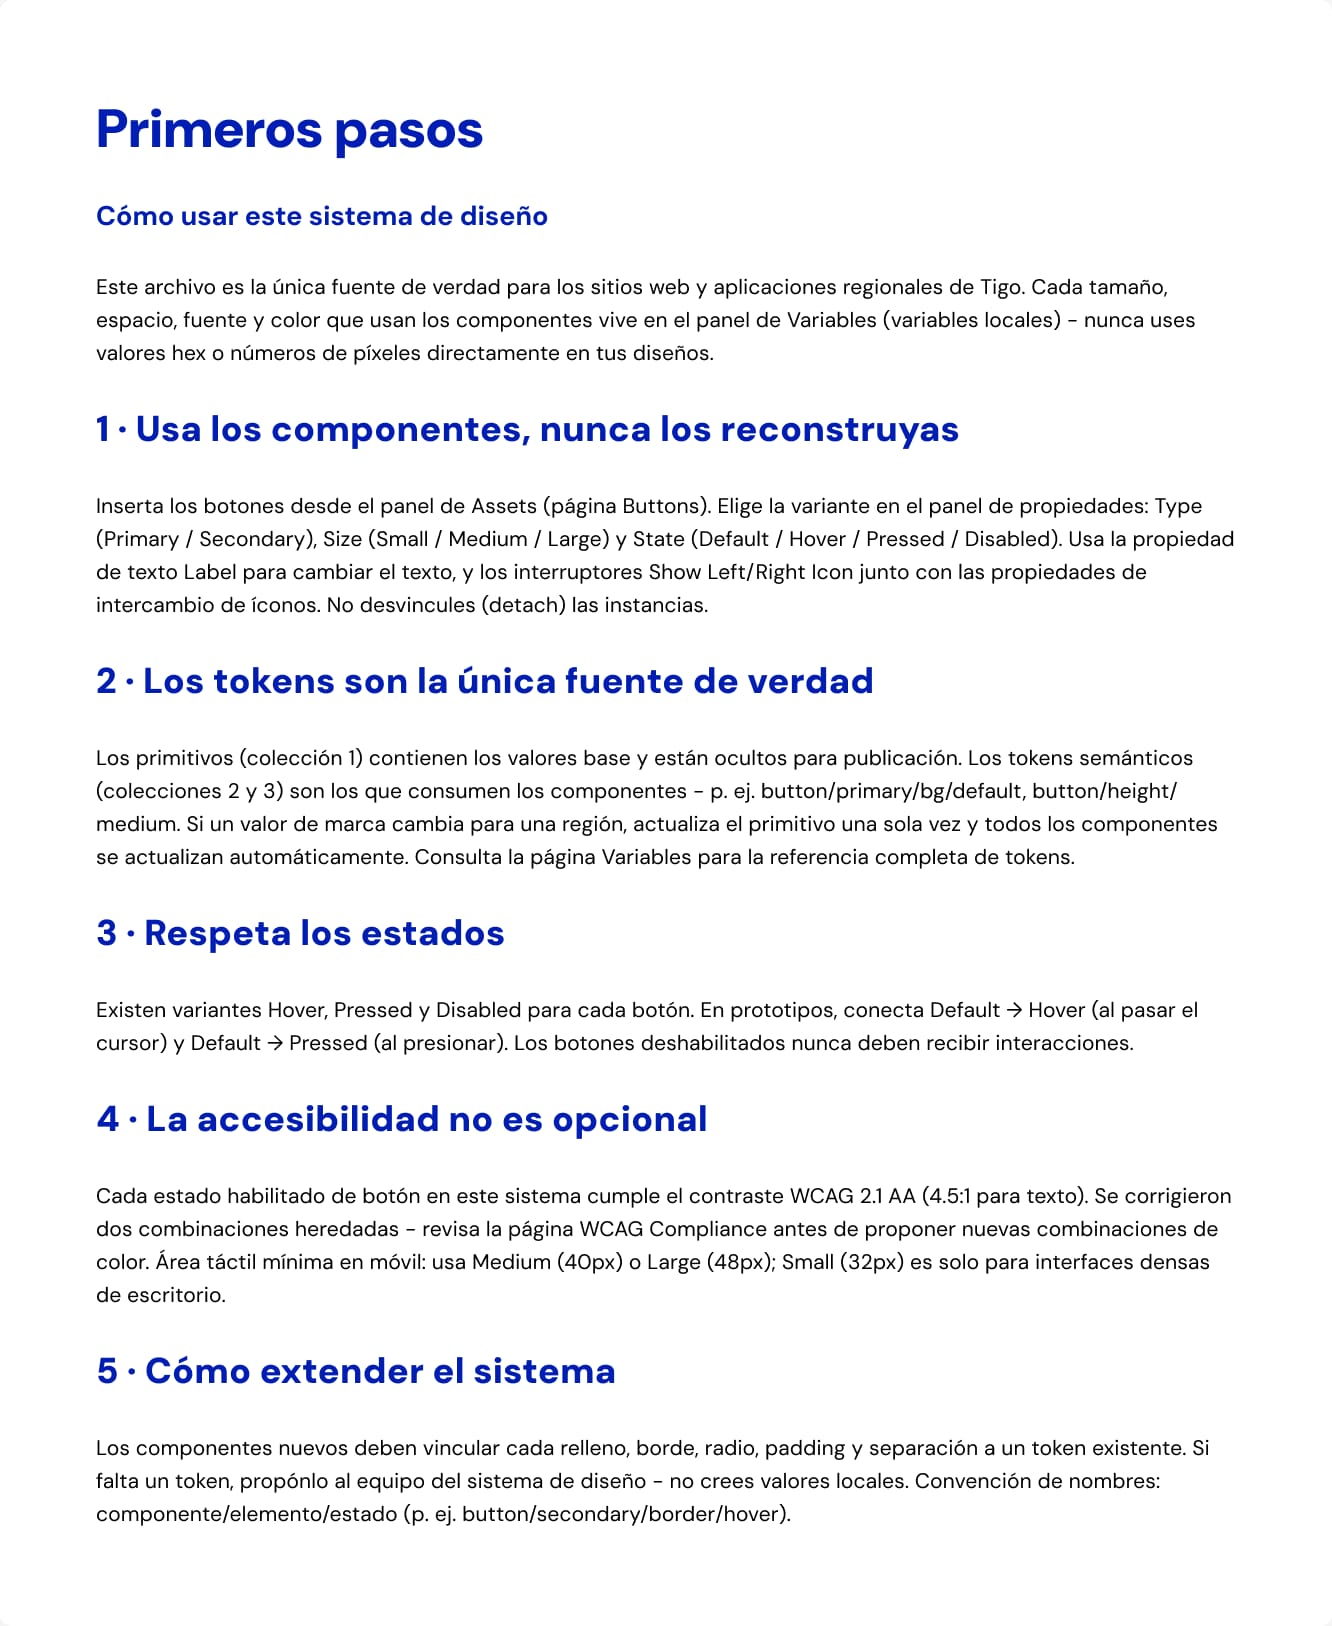 Primeros pasos
Cómo usar este sistema de diseño
Este archivo es la única fuente de verdad para los sitios web y aplicaciones regionales de Tigo. Cada tamaño,
espacio, fuente y color que usan los componentes vive en el panel de Variables (variables locales) – nunca uses
valores hex o números de píxeles directamente en tus diseños.
1 · Usa los componentes, nunca los reconstruyas
Inserta los botones desde el panel de Assets (página Buttons). Elige la variante en el panel de propiedades: Type
(Primary / Secondary), Size (Small / Medium / Large) y State (Default / Hover / Pressed / Disabled). Usa la propiedad
de texto Label para cambiar el texto, y los interruptores Show Left/Right Icon junto con las propiedades de
intercambio de íconos. No desvincules (detach) las instancias.
2 · Los tokens son la única fuente de verdad
Los primitivos (colección 1) contienen los valores base y están ocultos para publicación. Los tokens semánticos
(colecciones 2 y 3) son los que consumen los componentes – p. ej. button/primary/bg/default, button/height/
medium. Si un valor de marca cambia para una región, actualiza el primitivo una sola vez y todos los componentes
se actualizan automáticamente. Consulta la página Variables para la referencia completa de tokens.
3 · Respeta los estados
Existen variantes Hover, Pressed y Disabled para cada botón. En prototipos, conecta Default → Hover (al pasar el
cursor) y Default → Pressed (al presionar). Los botones deshabilitados nunca deben recibir interacciones.
4 · La accesibilidad no es opcional
Cada estado habilitado de botón en este sistema cumple el contraste WCAG 2.1 AA (4.5:1 para texto). Se corrigieron
dos combinaciones heredadas – revisa la página WCAG Compliance antes de proponer nuevas combinaciones de
color. Área táctil mínima en móvil: usa Medium (40px) o Large (48px); Small (32px) es solo para interfaces densas
de escritorio.
5 · Cómo extender el sistema
Los componentes nuevos deben vincular cada relleno, borde, radio, padding y separación a un token existente. Si
falta un token, propónlo al equipo del sistema de diseño – no crees valores locales. Convención de nombres:
componente/elemento/estado (p. ej. button/secondary/border/hover).